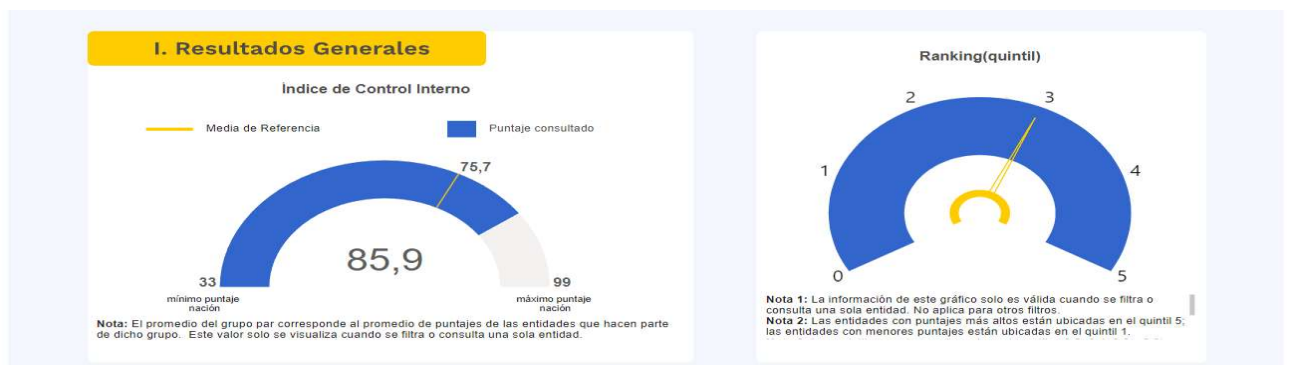 I. Resultados Generales
Índice de Control Interno
Media de Referencia
Puntaje consultado
75,7
85,9
33
mínimo puntaje
nación
99
máximo puntaje
nación
Nota: El promedio del grupo par corresponde al promedio de puntajes de las entidades que hacen parte
de dicho grupo. Este valor solo se visualiza cuando se filtra o consulta una sola entidad.
Ranking(quintil)
2
3
1
4
0
5
Nota 1: La información de este gráfico solo es válida cuando se filtra o
consulta una sola entidad. No aplica para otros filtros.
Nota 2: Las entidades con puntajes más altos están ubicadas en el quintil 5;
las entidades con menores puntajes están ubicadas en el quintil 1.